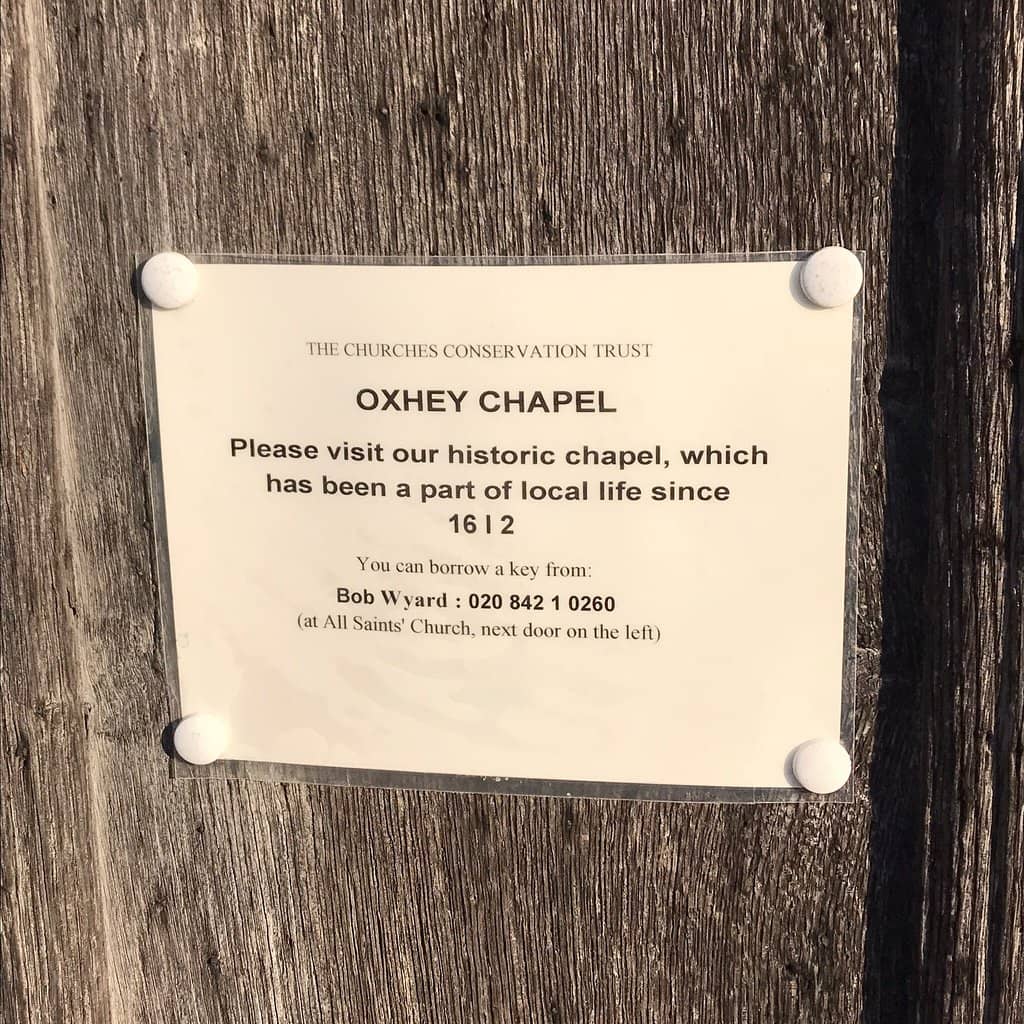 THE CHURCHES CONSERVATION TRUST
OXHEY CHAPEL
Please visit our historic chapel, which
has been a part of local life since
16 l 2
You can borrow a key from:
Bob Wyard : 020 842 1 0260
(at All Saints' Church, next door on the left)